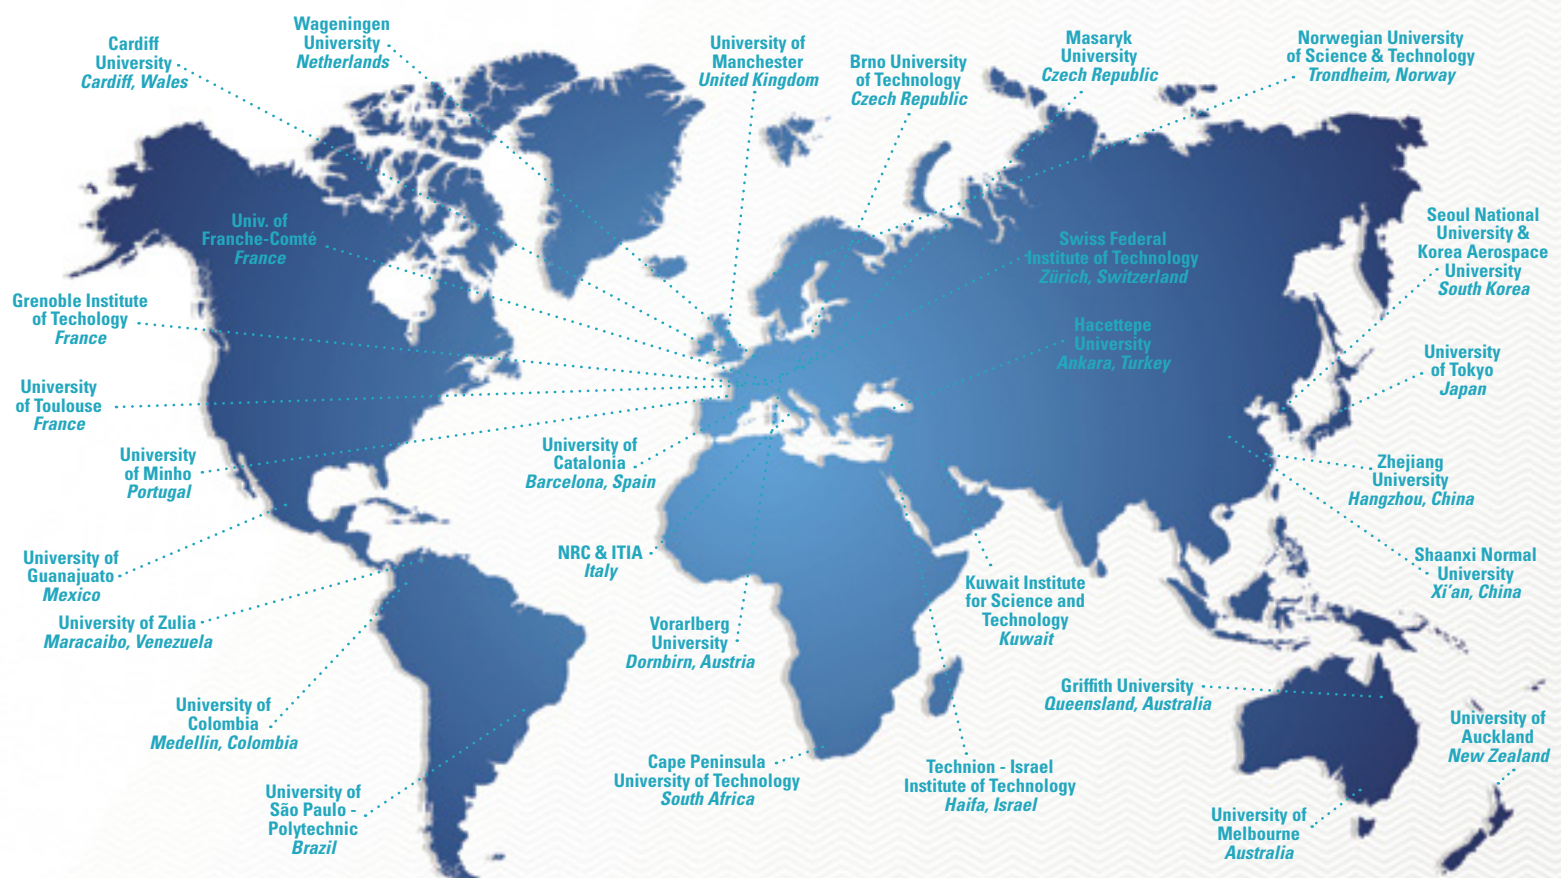 Cardiff
University
Cardiff, Wales
Wageningen
University
Netherlands
University of
Manchester
United Kingdom
Brno University
of Technology
Czech Republic
Masaryk
University
Czech Republic
Norwegian University
of Science & Technology
Trondheim, Norway
Univ. of
Franche-Comté
France
Swiss Federal
Institute of Technology
Zürich, Switzerland
Seoul National
University &
Korea Aerospace
University
South Korea
Grenoble Institute
of Techology
France
Hacettepe
University
Ankara, Turkey
University
of Tokyo
Japan
University
of Toulouse
France
University
of Minho
Portugal
University of
Catalonia
Barcelona, Spain
Zhejiang
University
Hangzhou, China
University of
Guanajuato
Mexico
NRC & ITIA
Italy
Kuwait Institute
for Science and
Technology
Kuwait
Shaanxi Normal
University
Xi'an, China
University of Zulia
Maracaibo, Venezuela
Vorarlberg
University
Dornbirn, Austria
Griffith University
Queensland, Australia
University of
Colombia
Medellin, Colombia
University of
Auckland
New Zealand
Cape Peninsula
University of Technology
South Africa
Technion - Israel
Institute of Technology
Haifa, Israel
University of
São Paulo -
Polytechnic
Brazil
University of
Melbourne
Australia